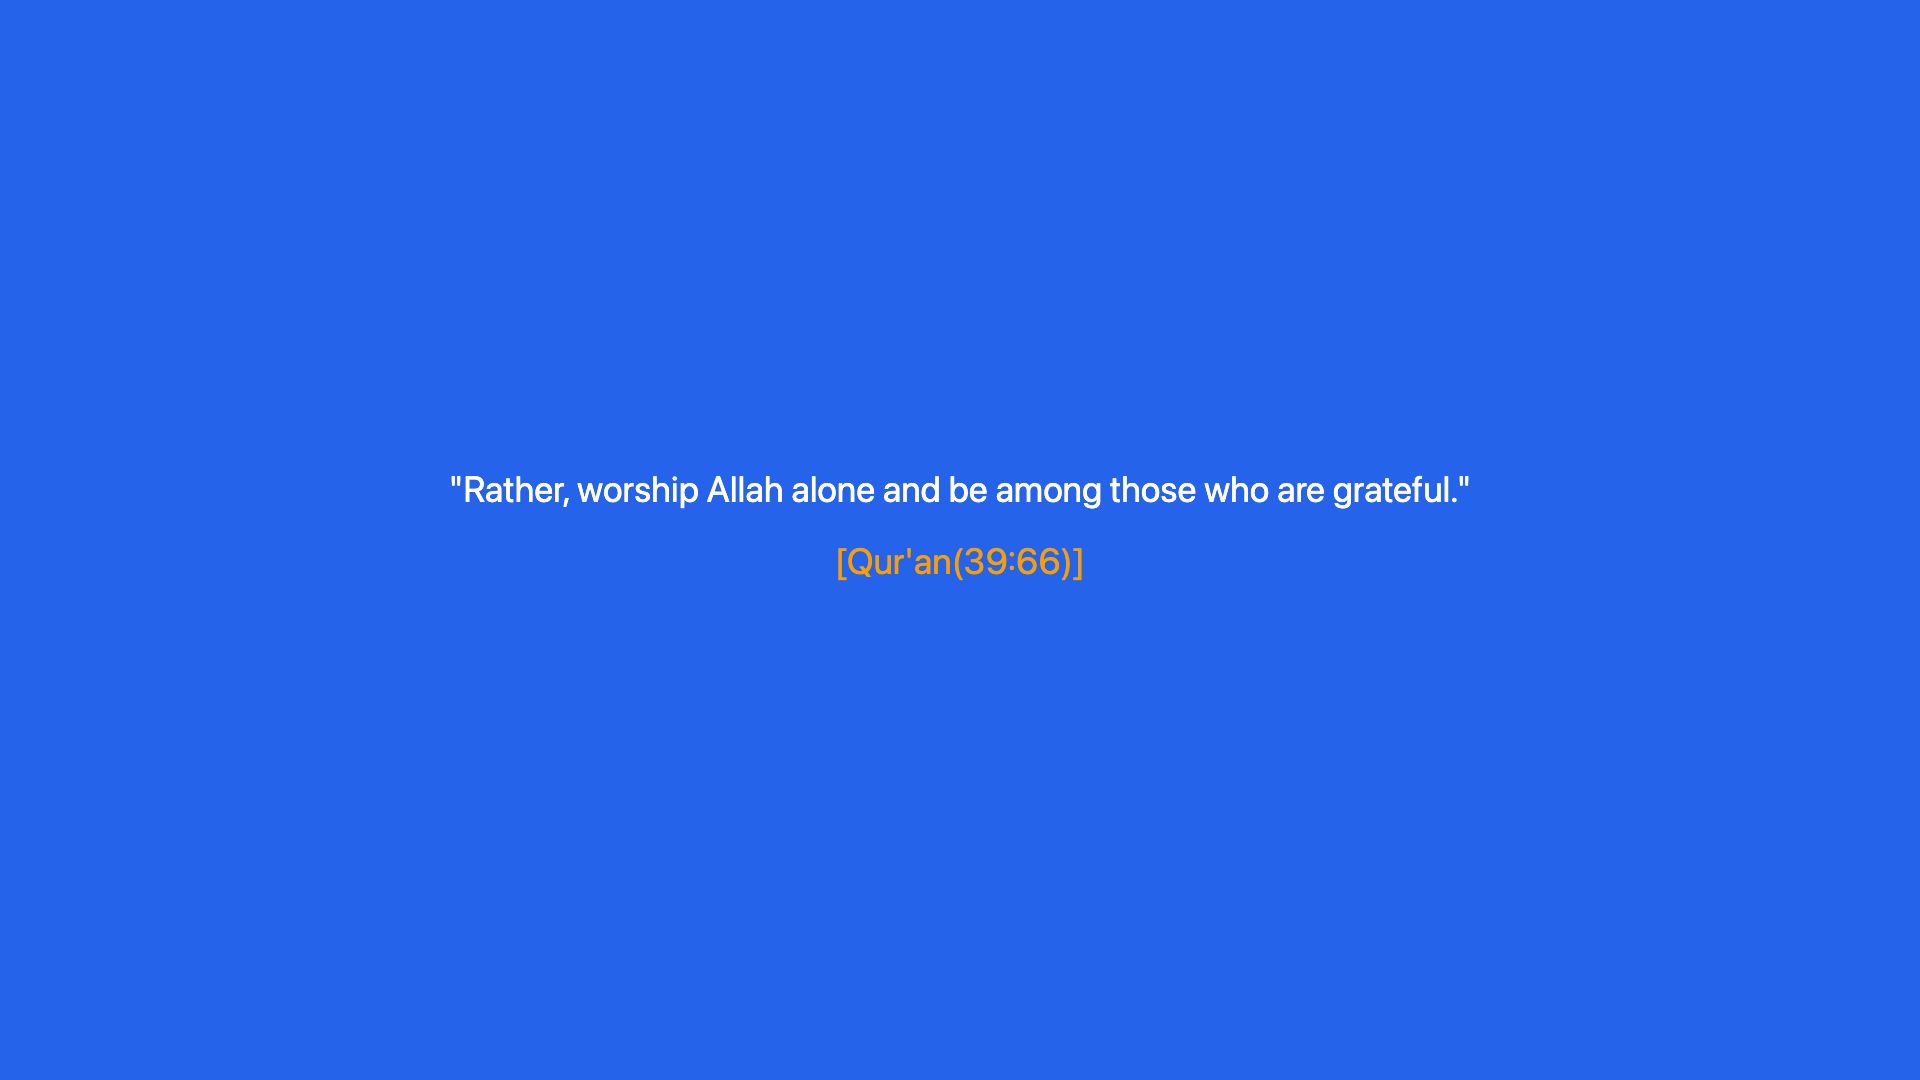 "Rather, worship Allah alone and be among those who are grateful."
[Qur'an(39:66)]